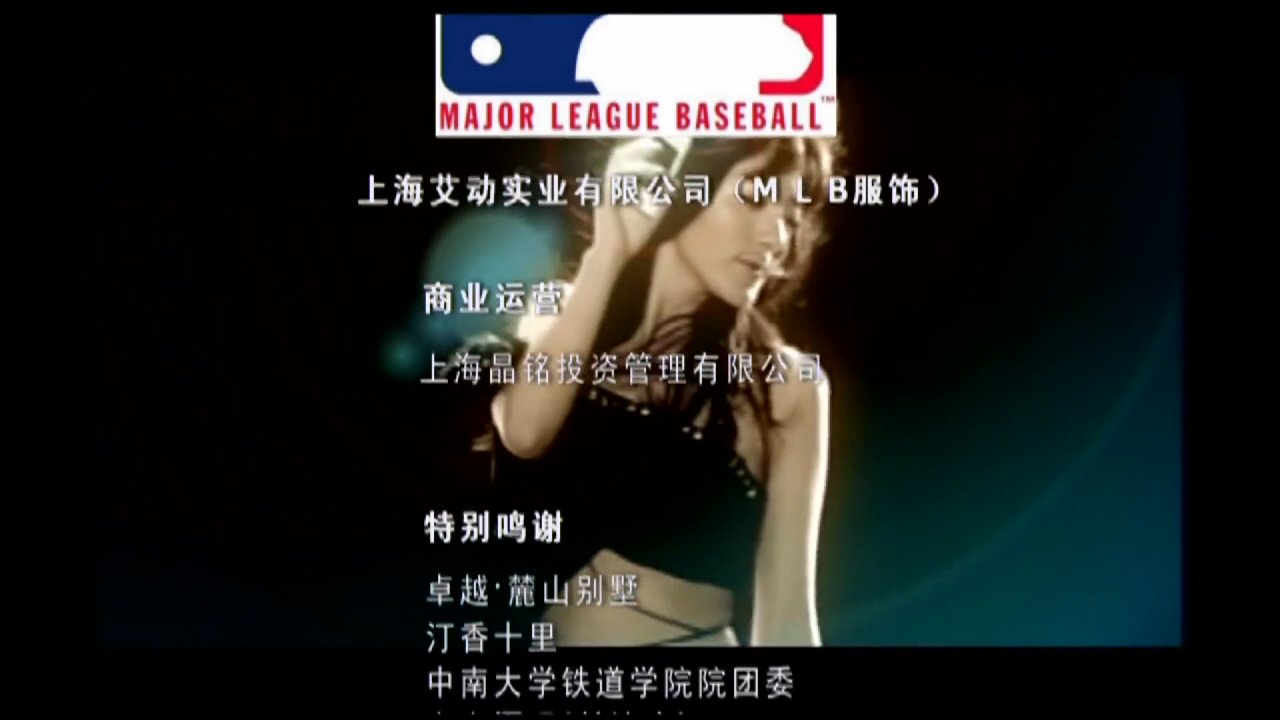 MAJOR LEAGUE BASEBALL™
上海艾动实业有限公司（MLB服饰）
商业运营
上海晶铭投资管理有限公司
特别鸣谢
卓越·麓山别墅
汀香十里
中南大学铁道学院院团委